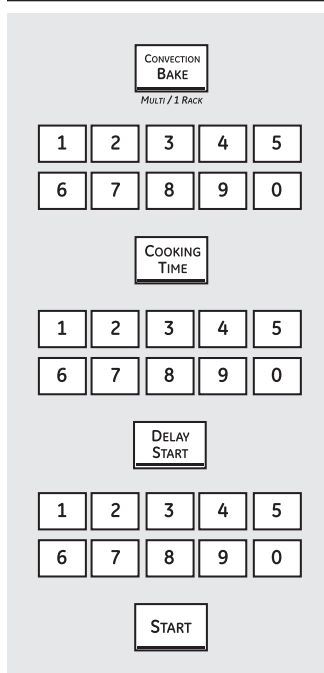 CONVECTION
BAKE
MULTI / 1 RACK
1 2 3 4 5
6 7 8 9 0
COOKING
TIME
1 2 3 4 5
6 7 8 9 0
DELAY
START
1 2 3 4 5
6 7 8 9 0
START